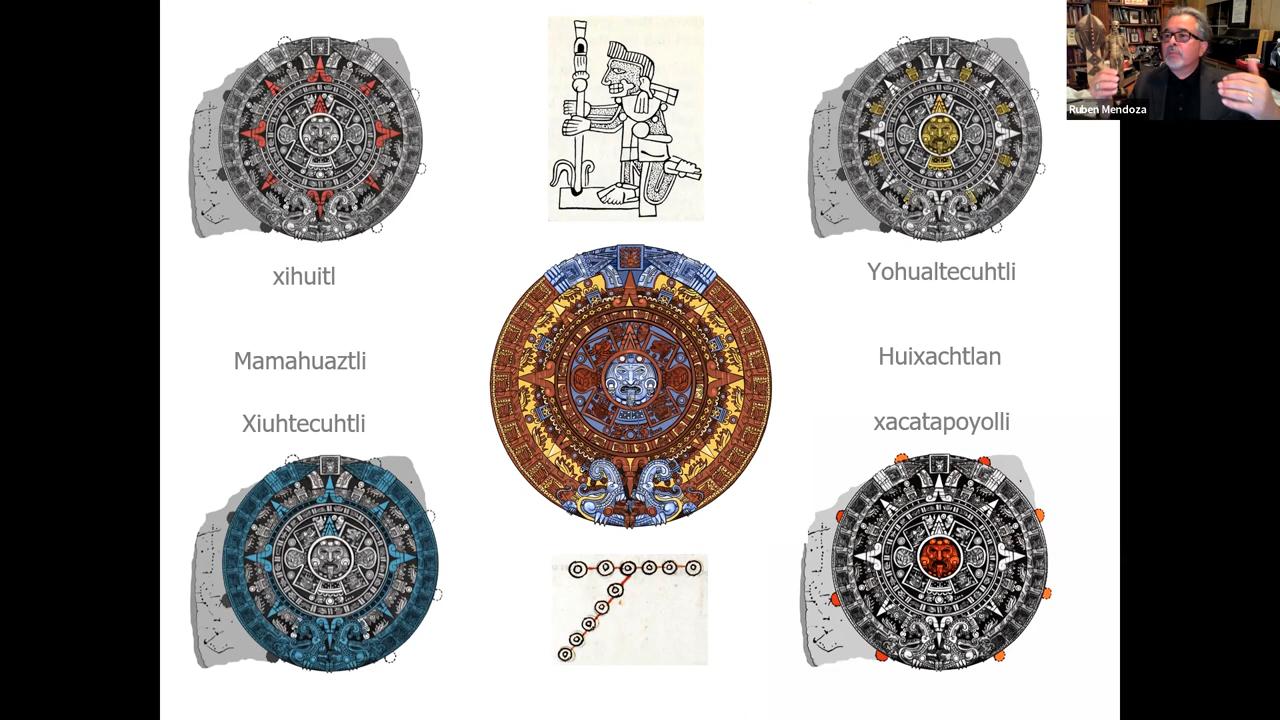 Ruben Mendoza
xihuitl
Yohualtecuhtli
Mamahuaztli
Huixachtlan
Xiuhtecuhtli
xacatapoyolli